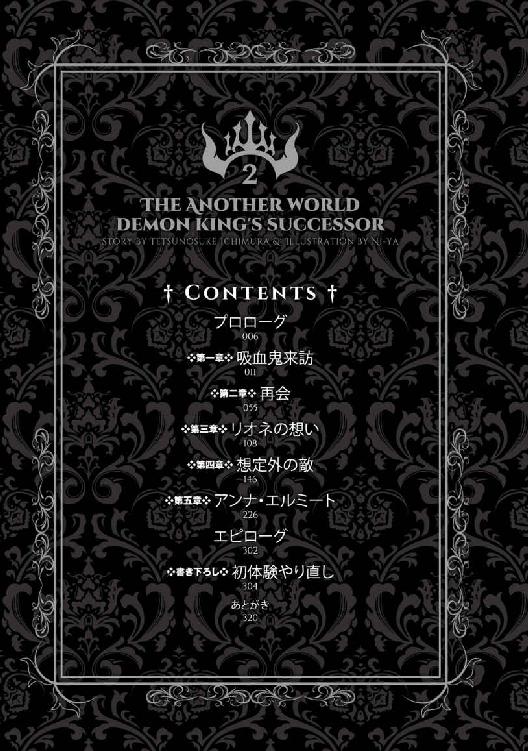 2
THE ANOTHER WORLD
DEMON KING'S SUCCESSOR
STORY BY TETSUNOSUKE ICHIMURA & ILLUSTRATION BY NJ-YA
† CONTENTS †
プロローグ
006
❖第一章❖ 吸血鬼来訪
011
❖第二章❖ 再会
055
❖第三章❖ リオネの想い
108
❖第四章❖ 想定外の敵
145
❖第五章❖ アンナ・エルミート
226
エピローグ
302
❖書き下ろし❖ 初体験やり直し
304
あとがき
320